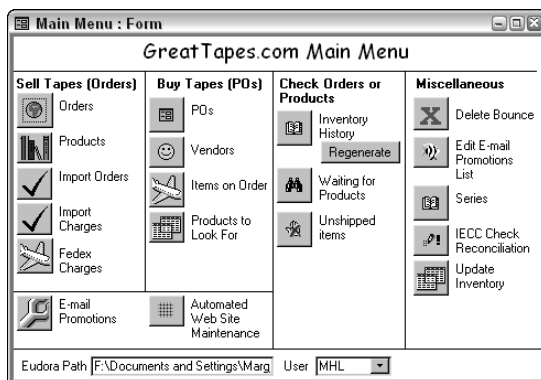 Main Menu : Form
GreatTapes.com Main Menu
Sell Tapes (Orders)
Orders
Products
Import Orders
Import
Charges
Fedex
Charges
E-mail
Promotions
Buy Tapes (POs)
POs
Vendors
Items on Order
Products to
Look For
Automated
Web Site
Maintenance
Check Orders or
Products
Inventory
History
Regenerate
Waiting for
Products
Unshipped
items
Miscellaneous
Delete Bounce
Edit E-mail
Promotions
List
Series
IECC Check
Reconciliation
Update
Inventory
Eudora Path F:\Documents and Settings\Marg User MHL